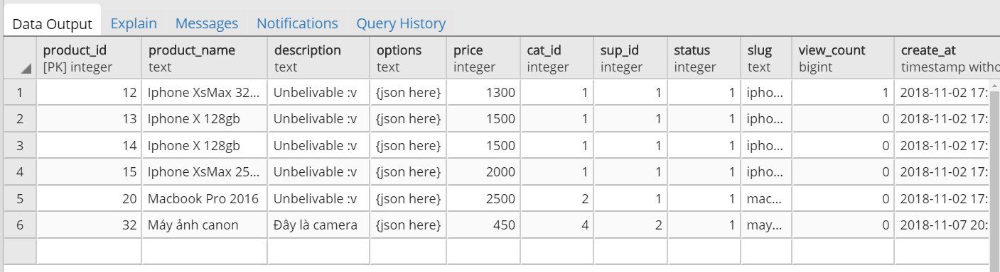 Data Output Explain Messages Notifications Query History
product_id product_name description options price cat_id sup_id status slug view_count create_at
[PK] integer text text text integer integer integer integer text bigint timestamp witho
1 12 Iphone XsMax 32... Unbelivable :v {json here} 1300 1 1 1 ipho... 1 2018-11-02 17:
2 13 Iphone X 128gb Unbelivable :v {json here} 1500 1 1 1 ipho... 0 2018-11-02 17:
3 14 Iphone X 128gb Unbelivable :v {json here} 1500 1 1 1 ipho... 0 2018-11-02 17:
4 15 Iphone XsMax 25... Unbelivable :v {json here} 2000 1 1 1 ipho... 0 2018-11-02 17:
5 20 Macbook Pro 2016 Unbelivable :v {json here} 2500 2 1 1 mac... 0 2018-11-02 17:
6 32 Máy ảnh canon Đây là camera {json here} 450 4 2 1 may... 0 2018-11-07 20: